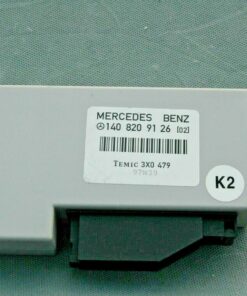 MERCEDES BENZ
140 820 91 26 [02]
TEMIC 3X0 479
97W39
K2